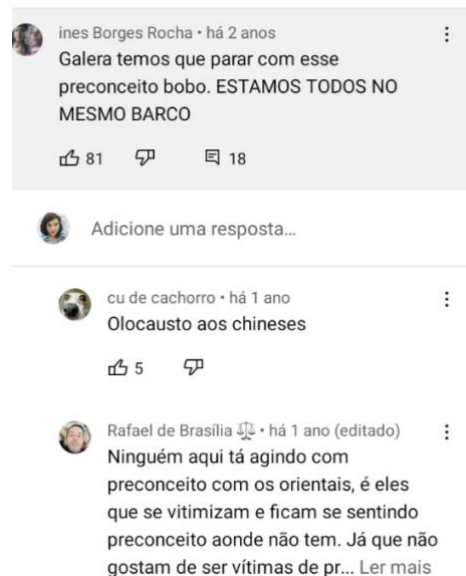 ines Borges Rocha • há 2 anos
Galera temos que parar com esse
preconceito bobo. ESTAMOS TODOS NO
MESMO BARCO
81 18
Adicione uma resposta...
cu de cachorro • há 1 ano
Olocausto aos chineses
5
Rafael de Brasília ⚖️ • há 1 ano (editado)
Ninguém aqui tá agindo com
preconceito com os orientais, é eles
que se vitimizam e ficam se sentindo
preconceito aonde não tem. Já que não
gostam de ser vítimas de pr... Ler mais